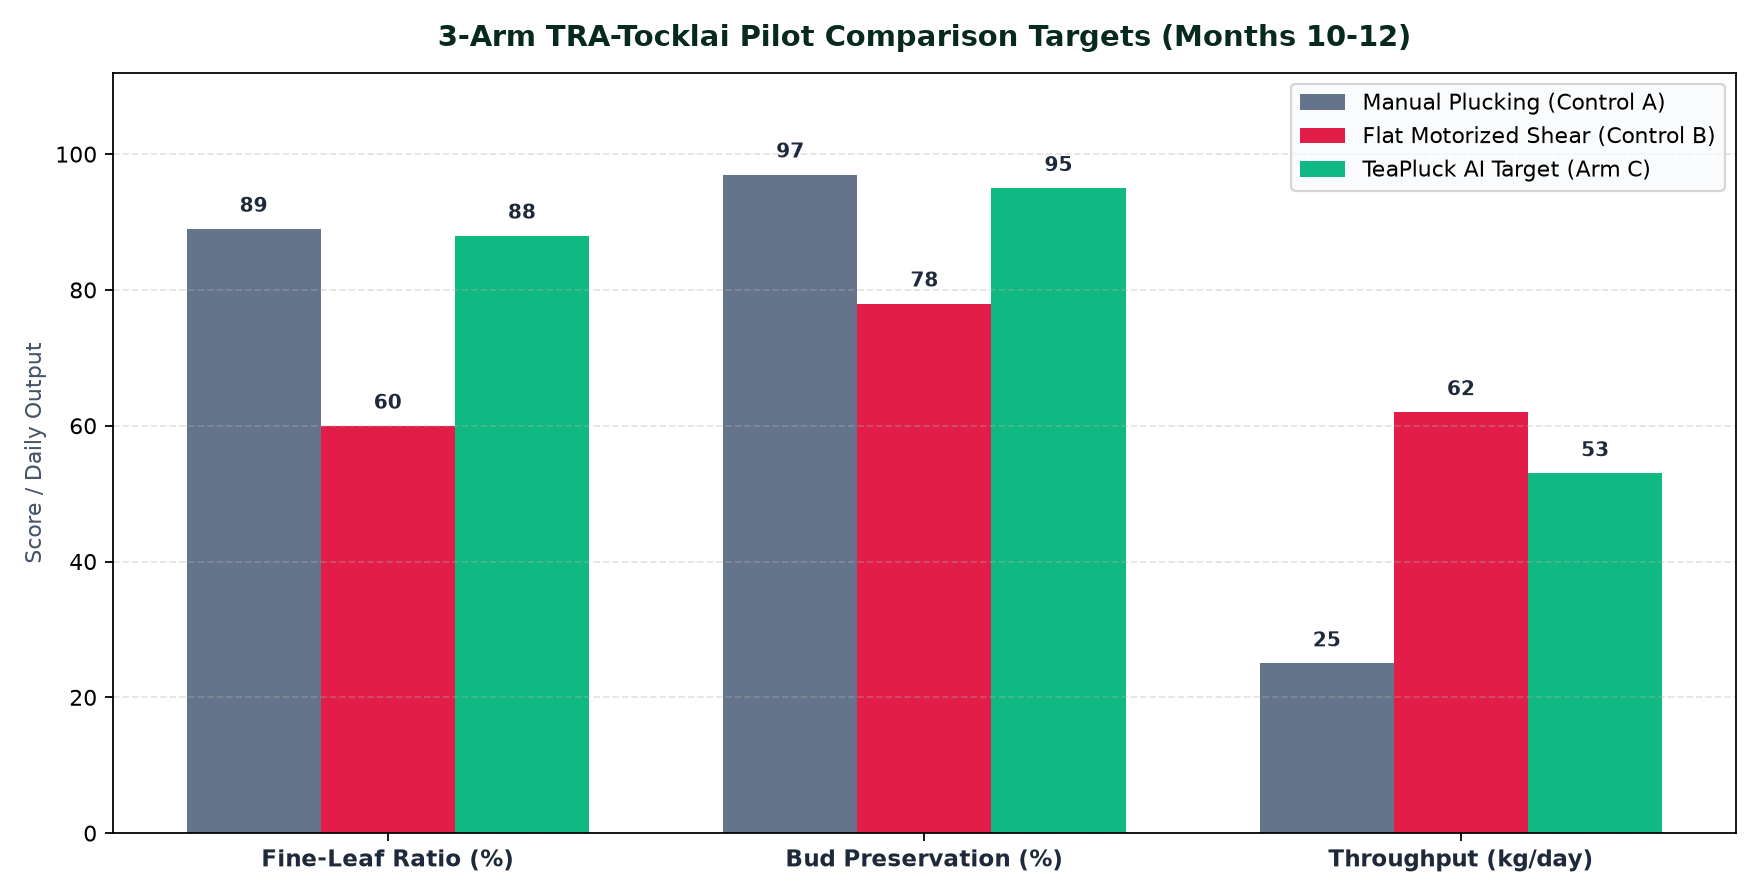 3-Arm TRA-Tocklai Pilot Comparison Targets (Months 10-12)
Manual Plucking (Control A)
Flat Motorized Shear (Control B)
TeaPluck AI Target (Arm C)
Score / Daily Output
100
80
60
40
20
0
89
60
88
97
78
95
25
62
53
Fine-Leaf Ratio (%)
Bud Preservation (%)
Throughput (kg/day)